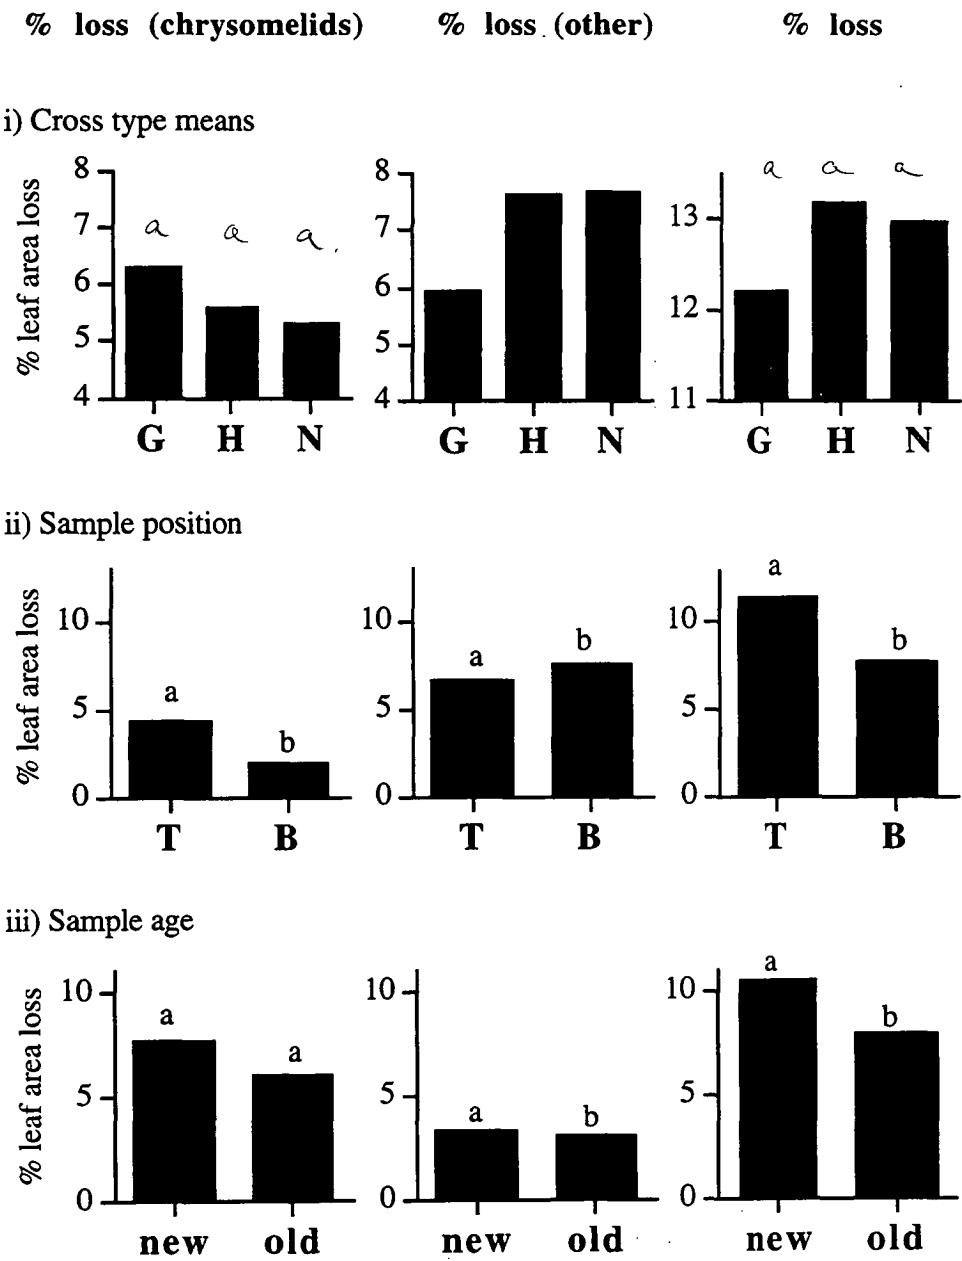 % loss (chrysomelids) % loss (other) % loss
i) Cross type means
% leaf area loss
8
7
6
5
4
a a a
G H N
8
7
6
5
4
G H N
13
12
11
a a a
G H N
ii) Sample position
% leaf area loss
10
5
0
a b
T B
10
5
0
a b
T B
10
5
0
a b
T B
iii) Sample age
% leaf area loss
10
5
0
a a
new old
10
5
0
a b
new old
10
5
0
a b
new old